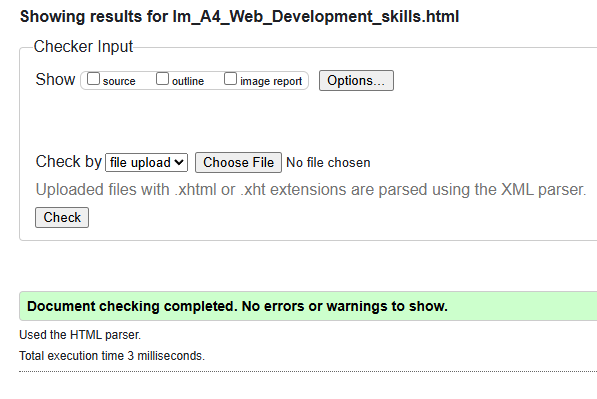 Showing results for lm_A4_Web_Development_skills.html
Checker Input
Show source outline image report Options...
Check by file upload Choose File No file chosen
Uploaded files with .xhtml or .xht extensions are parsed using the XML parser.
Check
Document checking completed. No errors or warnings to show.
Used the HTML parser.
Total execution time 3 milliseconds.